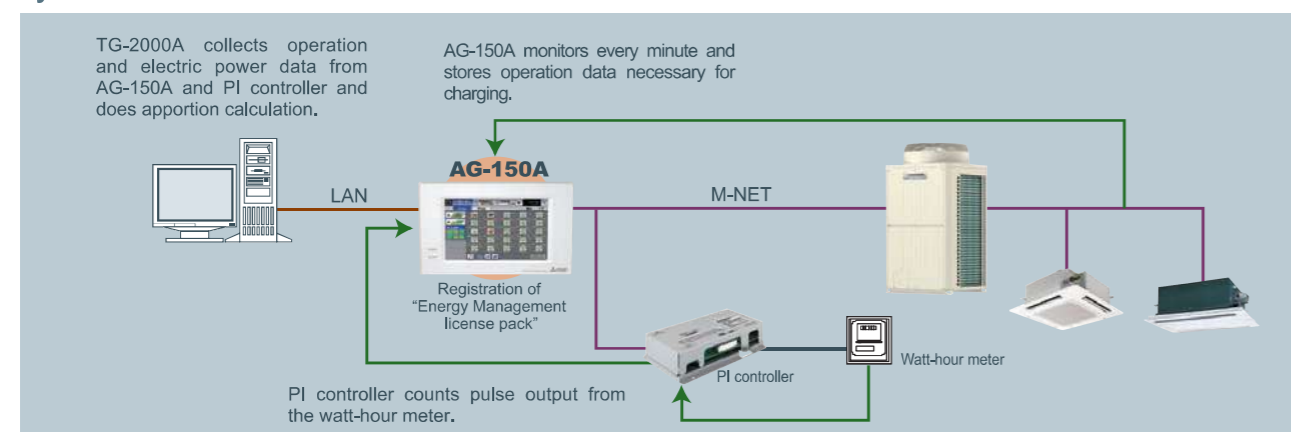 TG-2000A collects operation
and electric power data from
AG-150A and PI controller and
does apportion calculation.
AG-150A monitors every minute and
stores operation data necessary for
charging.
AG-150A
LAN
M-NET
Registration of
“Energy Management
license pack”
PI controller
Watt-hour meter
PI controller counts pulse output from
the watt-hour meter.